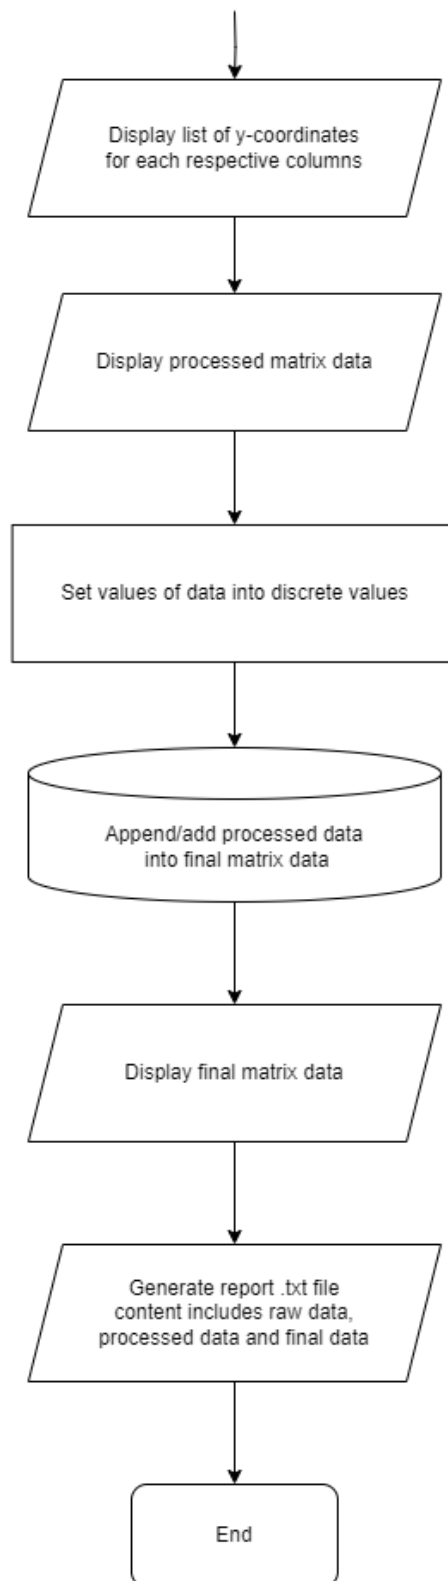 Display list of y-coordinates
for each respective columns
Display processed matrix data
Set values of data into discrete values
Append/add processed data
into final matrix data
Display final matrix data
Generate report .txt file
content includes raw data,
processed data and final data
End